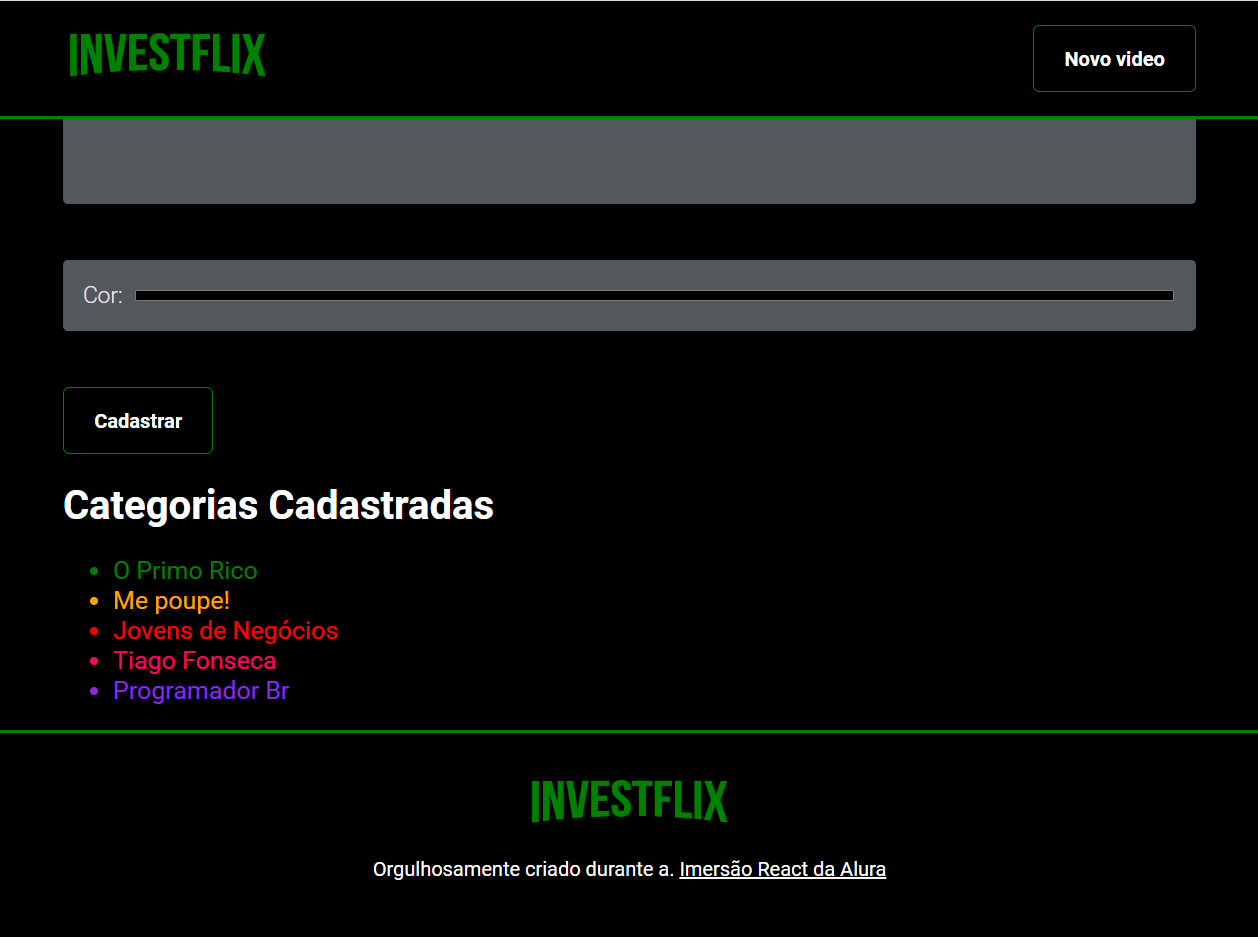 INVESTFLIX
Novo video
Cor:
Cadastrar
Categorias Cadastradas
O Primo Rico
Me poupe!
Jovens de Negócios
Tiago Fonseca
Programador Br
INVESTFLIX
Orgulhosamente criado durante a. Imersão React da Alura